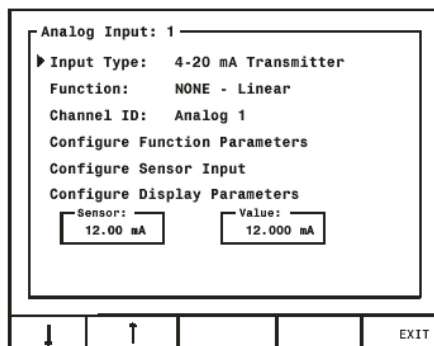 Analog Input: 1
Input Type: 4-20 mA Transmitter
Function: NONE - Linear
Channel ID: Analog 1
Configure Function Parameters
Configure Sensor Input
Configure Display Parameters
Sensor: Value:
12.00 mA 12.000 mA
EXIT